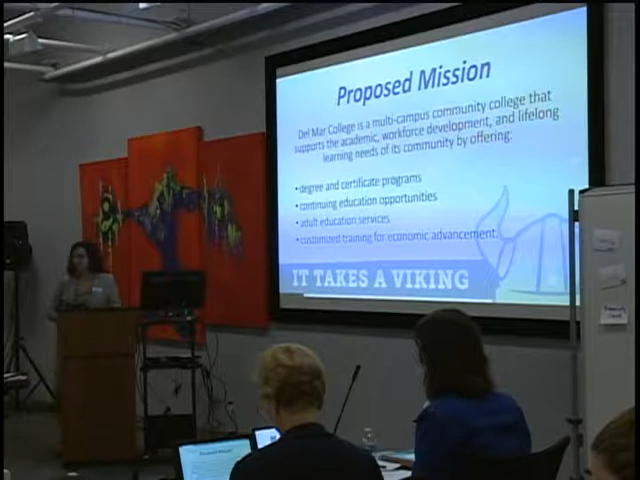 Proposed Mission
Del Mar College is a multi-campus community college that
supports the academic, workforce development, and lifelong
learning needs of its community by offering:
• degree and certificate programs
• continuing education opportunities
• adult education services
• customized training for economic advancement.
IT TAKES A VIKING